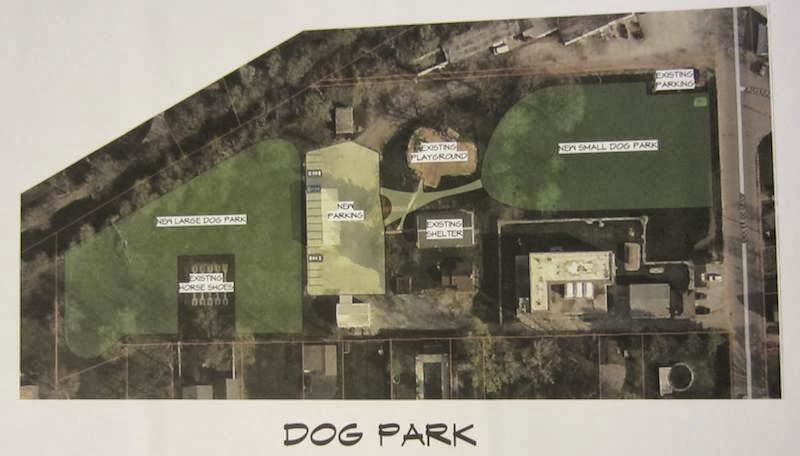 EXISTING
PARKING
EXISTING
PLAYGROUND
NEW SMALL DOG PARK
NEW LARGE DOG PARK
NEW
PARKING
EXISTING
SHELTER
EXISTING
HORSE SHOES
DOG PARK